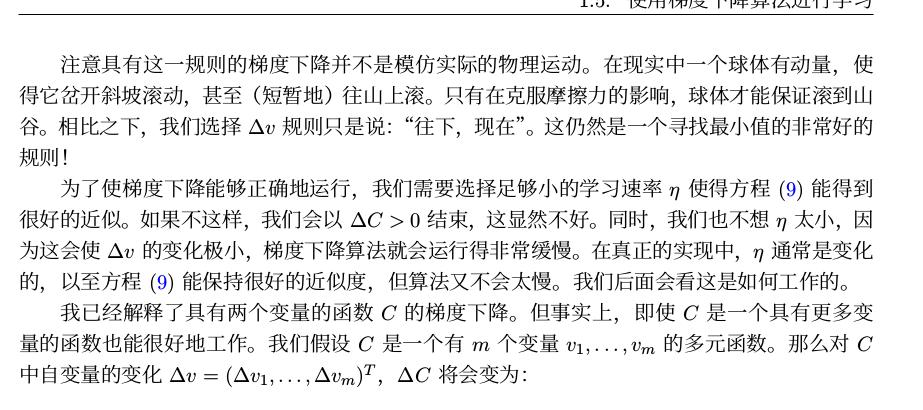 1.5. 使用梯度下降算法进行学习
注意具有这一规则的梯度下降并不是模仿实际的物理运动。在现实中一个球体有动量，使
得它岔开斜坡滚动，甚至（短暂地）往山上滚。只有在克服摩擦力的影响，球体才能保证滚到山
谷。相比之下，我们选择 Δv 规则只是说：“往下，现在”。这仍然是一个寻找最小值的非常好的
规则！
为了使梯度下降能够正确地运行，我们需要选择足够小的学习速率 η 使得方程 (9) 能得到
很好的近似。如果不这样，我们会以 ΔC > 0 结束，这显然不好。同时，我们也不想 η 太小，因
为这会使 Δv 的变化极小，梯度下降算法就会运行得非常缓慢。在真正的实现中，η 通常是变化
的，以至方程 (9) 能保持很好的近似度，但算法又不会太慢。我们后面会看这是如何工作的。
我已经解释了具有两个变量的函数 C 的梯度下降。但事实上，即使 C 是一个具有更多变
量的函数也能很好地工作。我们假设 C 是一个有 m 个变量 v₁, . . . , vₘ 的多元函数。那么对 C
中自变量的变化 Δv = (Δv₁, . . . , Δvₘ)ᵀ，ΔC 将会变为：